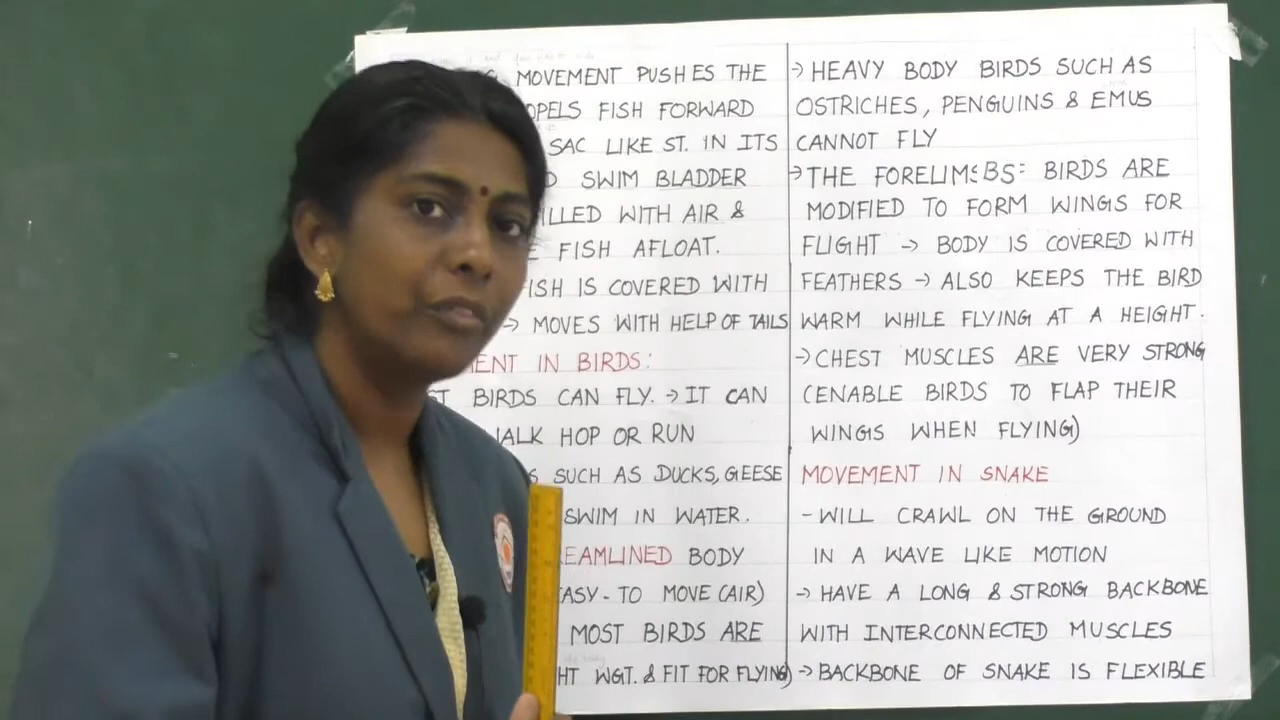 MOVEMENT PUSHES THE
OPELS FISH FORWARD
SAC LIKE ST. IN ITS
D SWIM BLADDER
ILLED WITH AIR &
E FISH AFLOAT.
ISH IS COVERED WITH
→ MOVES WITH HELP OF TAILS
ENT IN BIRDS:
ST BIRDS CAN FLY. → IT CAN
ALK HOP OR RUN
S SUCH AS DUCKS, GEESE
SWIM IN WATER.
EAMLINED BODY
EASY - TO MOVE (AIR)
MOST BIRDS ARE
HT WGT. & FIT FOR FLYING)
→ HEAVY BODY BIRDS SUCH AS
OSTRICHES, PENGUINS & EMUS
CANNOT FLY
→ THE FORELIMBS: BIRDS ARE
MODIFIED TO FORM WINGS FOR
FLIGHT → BODY IS COVERED WITH
FEATHERS → ALSO KEEPS THE BIRD
WARM WHILE FLYING AT A HEIGHT.
→ CHEST MUSCLES ARE VERY STRONG
(ENABLE BIRDS TO FLAP THEIR
WINGS WHEN FLYING)
MOVEMENT IN SNAKE
- WILL CRAWL ON THE GROUND
IN A WAVE LIKE MOTION
→ HAVE A LONG & STRONG BACKBONE
WITH INTERCONNECTED MUSCLES
→ BACKBONE OF SNAKE IS FLEXIBLE